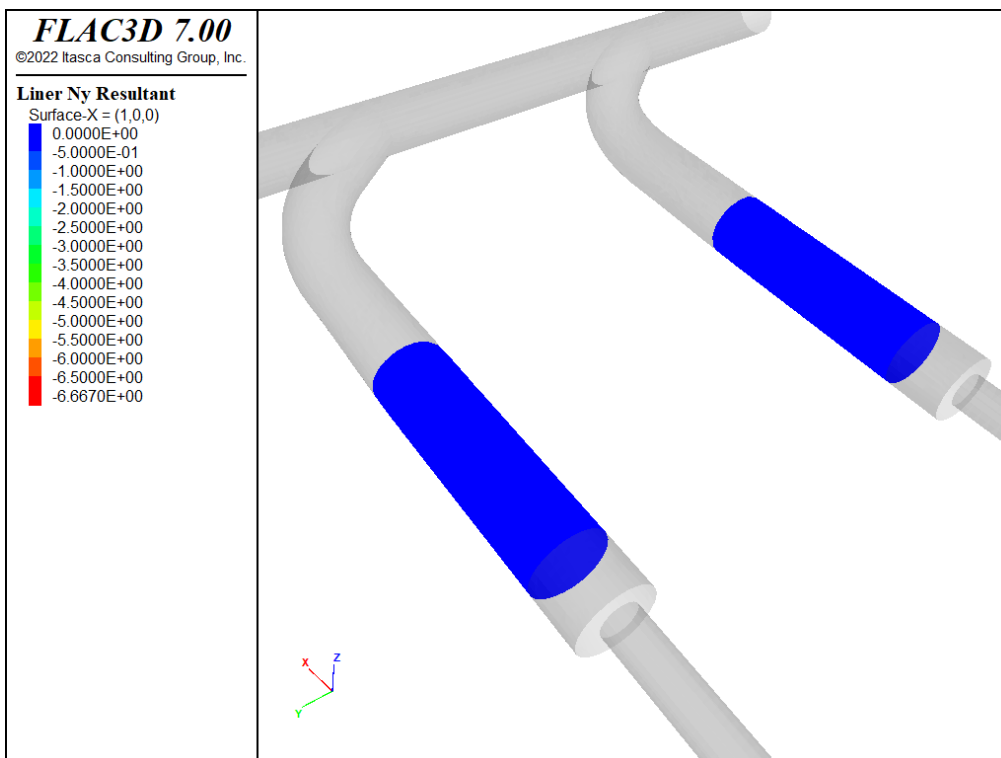 FLAC3D 7.00
©2022 Itasca Consulting Group, Inc.
Liner Ny Resultant
Surface-X = (1,0,0)
0.0000E+00
-5.0000E-01
-1.0000E+00
-1.5000E+00
-2.0000E+00
-2.5000E+00
-3.0000E+00
-3.5000E+00
-4.0000E+00
-4.5000E+00
-5.0000E+00
-5.5000E+00
-6.0000E+00
-6.5000E+00
-6.6670E+00
X
Z
Y